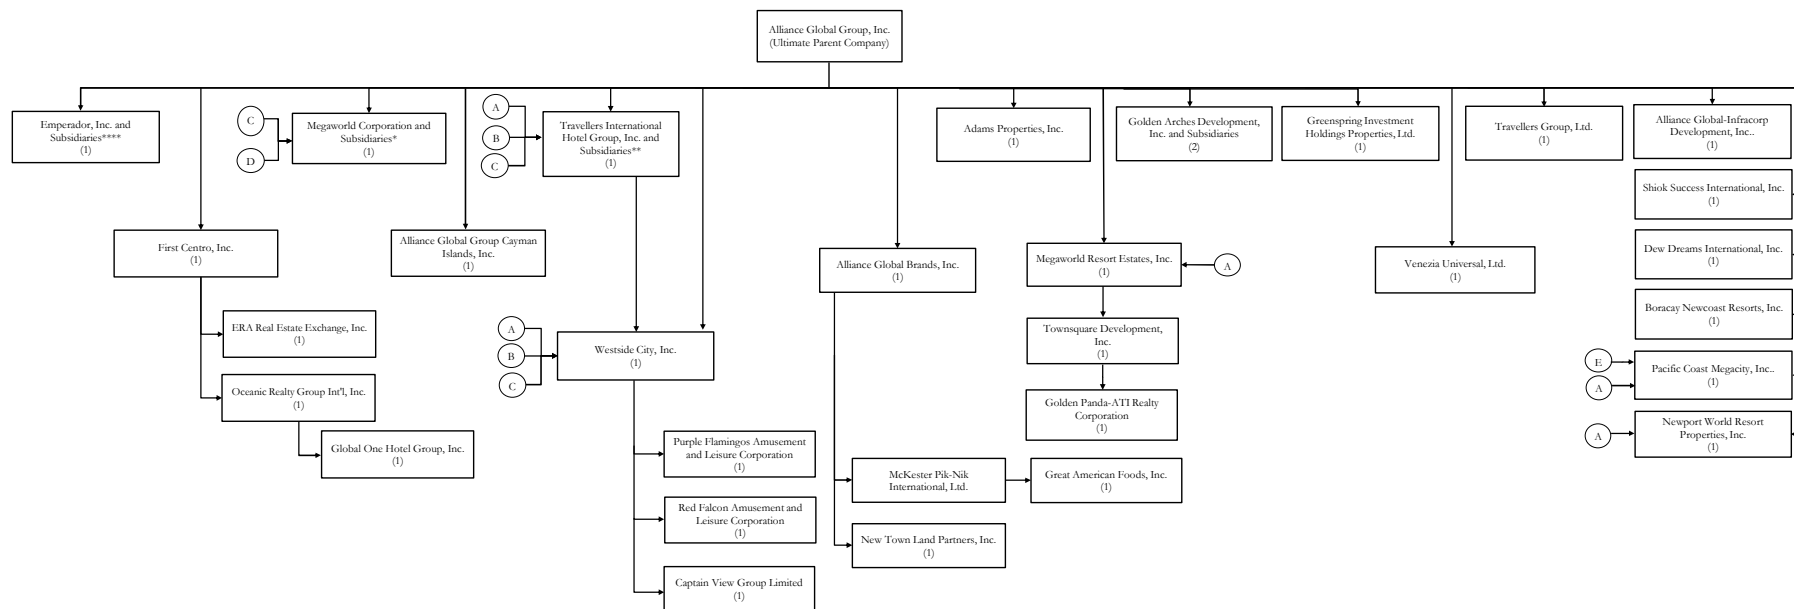 Alliance Global Group, Inc.
(Ultimate Parent Company)
Emperador, Inc. and
Subsidiaries****
(1)
C
D
Megaworld Corporation and
Subsidiaries*
(1)
A
B
C
Travellers International
Hotel Group, Inc. and
Subsidiaries**
(1)
Adams Properties, Inc.
(1)
Golden Arches Development,
Inc. and Subsidiaries
(2)
Greenspring Investment
Holdings Properties, Ltd.
(1)
Travellers Group, Ltd.
(1)
Alliance Global-Infracorp
Development, Inc..
(1)
Shiok Success International, Inc.
(1)
First Centro, Inc.
(1)
Alliance Global Group Cayman
Islands, Inc.
(1)
Alliance Global Brands, Inc.
(1)
Megaworld Resort Estates, Inc.
(1)
A
Venezia Universal, Ltd.
(1)
Dew Dreams International, Inc.
(1)
ERA Real Estate Exchange, Inc.
(1)
A
B
C
Westside City, Inc.
(1)
Townsquare Development,
Inc.
(1)
Boracay Newcoast Resorts, Inc.
(1)
Oceanic Realty Group Int'l, Inc.
(1)
Golden Panda-ATI Realty
Corporation
(1)
E
A
Pacific Coast Megacity, Inc..
(1)
Global One Hotel Group, Inc.
(1)
Purple Flamingos Amusement
and Leisure Corporation
(1)
McKester Pik-Nik
International, Ltd.
Great American Foods, Inc.
(1)
A
Newport World Resort
Properties, Inc.
(1)
Red Falcon Amusement and
Leisure Corporation
(1)
New Town Land Partners, Inc.
(1)
Captain View Group Limited
(1)